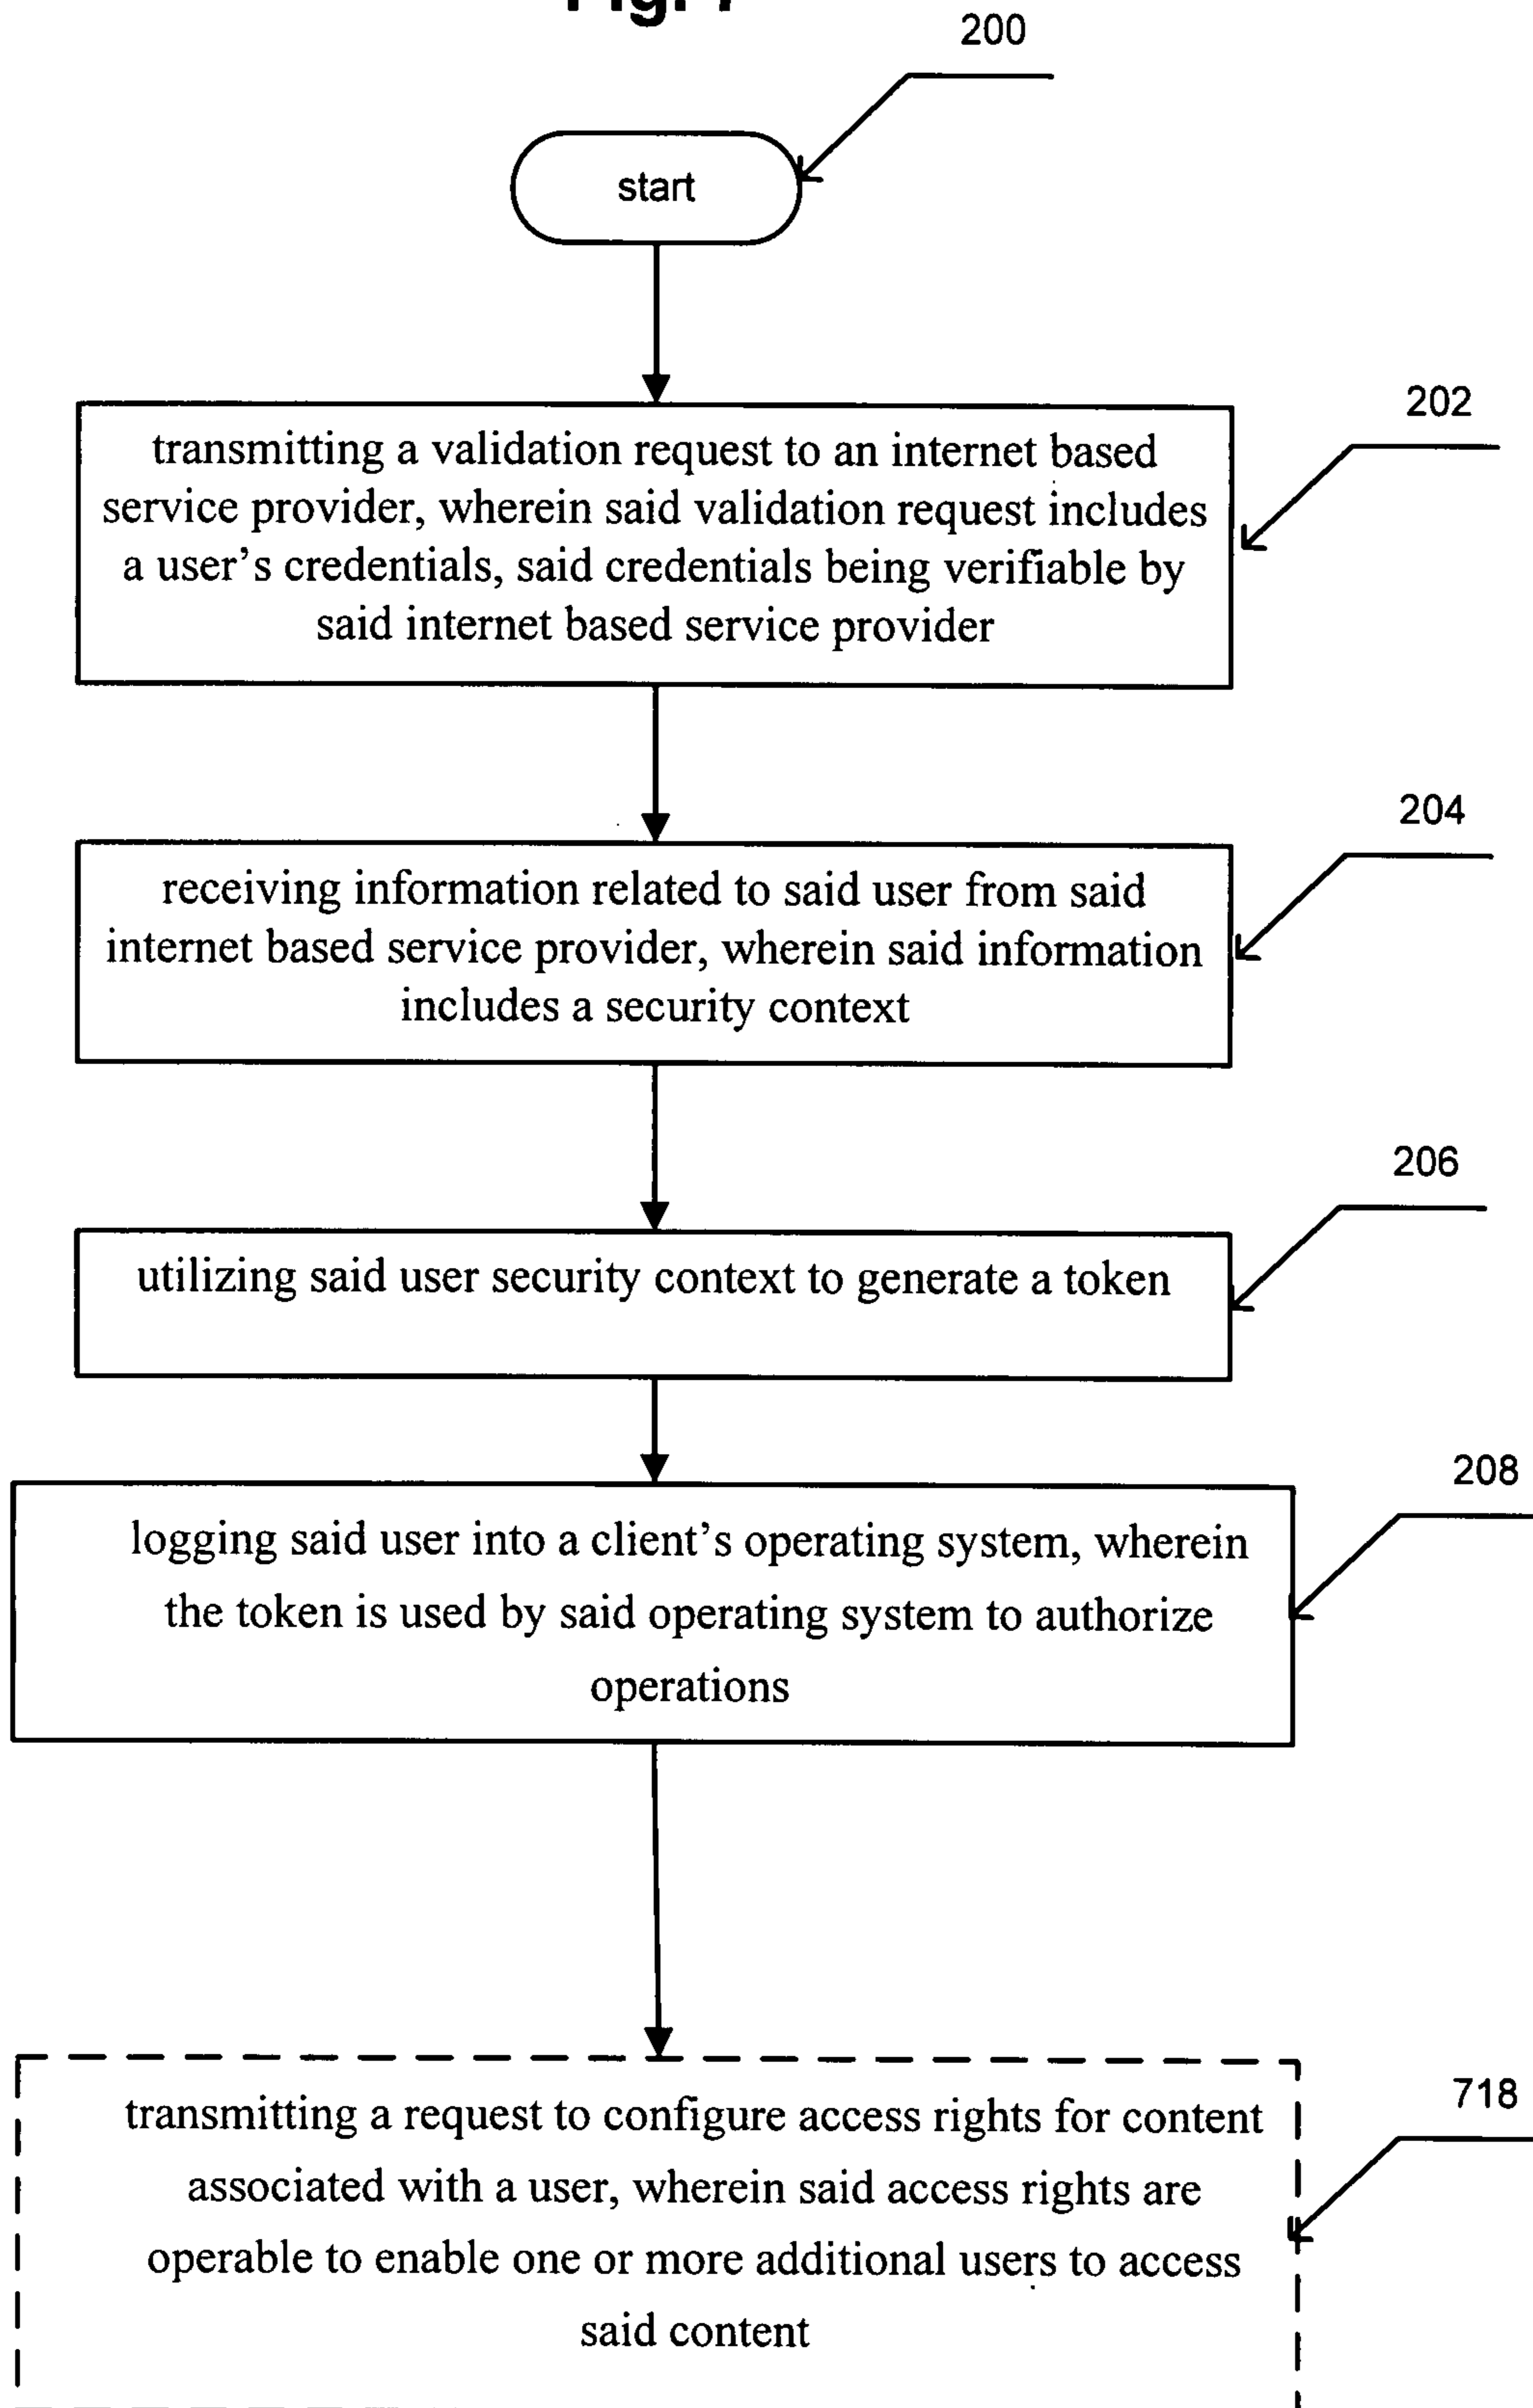 200
start
202
transmitting a validation request to an internet based
service provider, wherein said validation request includes
a user's credentials, said credentials being verifiable by
said internet based service provider
204
receiving information related to said user from said
internet based service provider, wherein said information
includes a security context
206
utilizing said user security context to generate a token
208
logging said user into a client's operating system, wherein
the token is used by said operating system to authorize
operations
718
transmitting a request to configure access rights for content
associated with a user, wherein said access rights are
operable to enable one or more additional users to access
said content